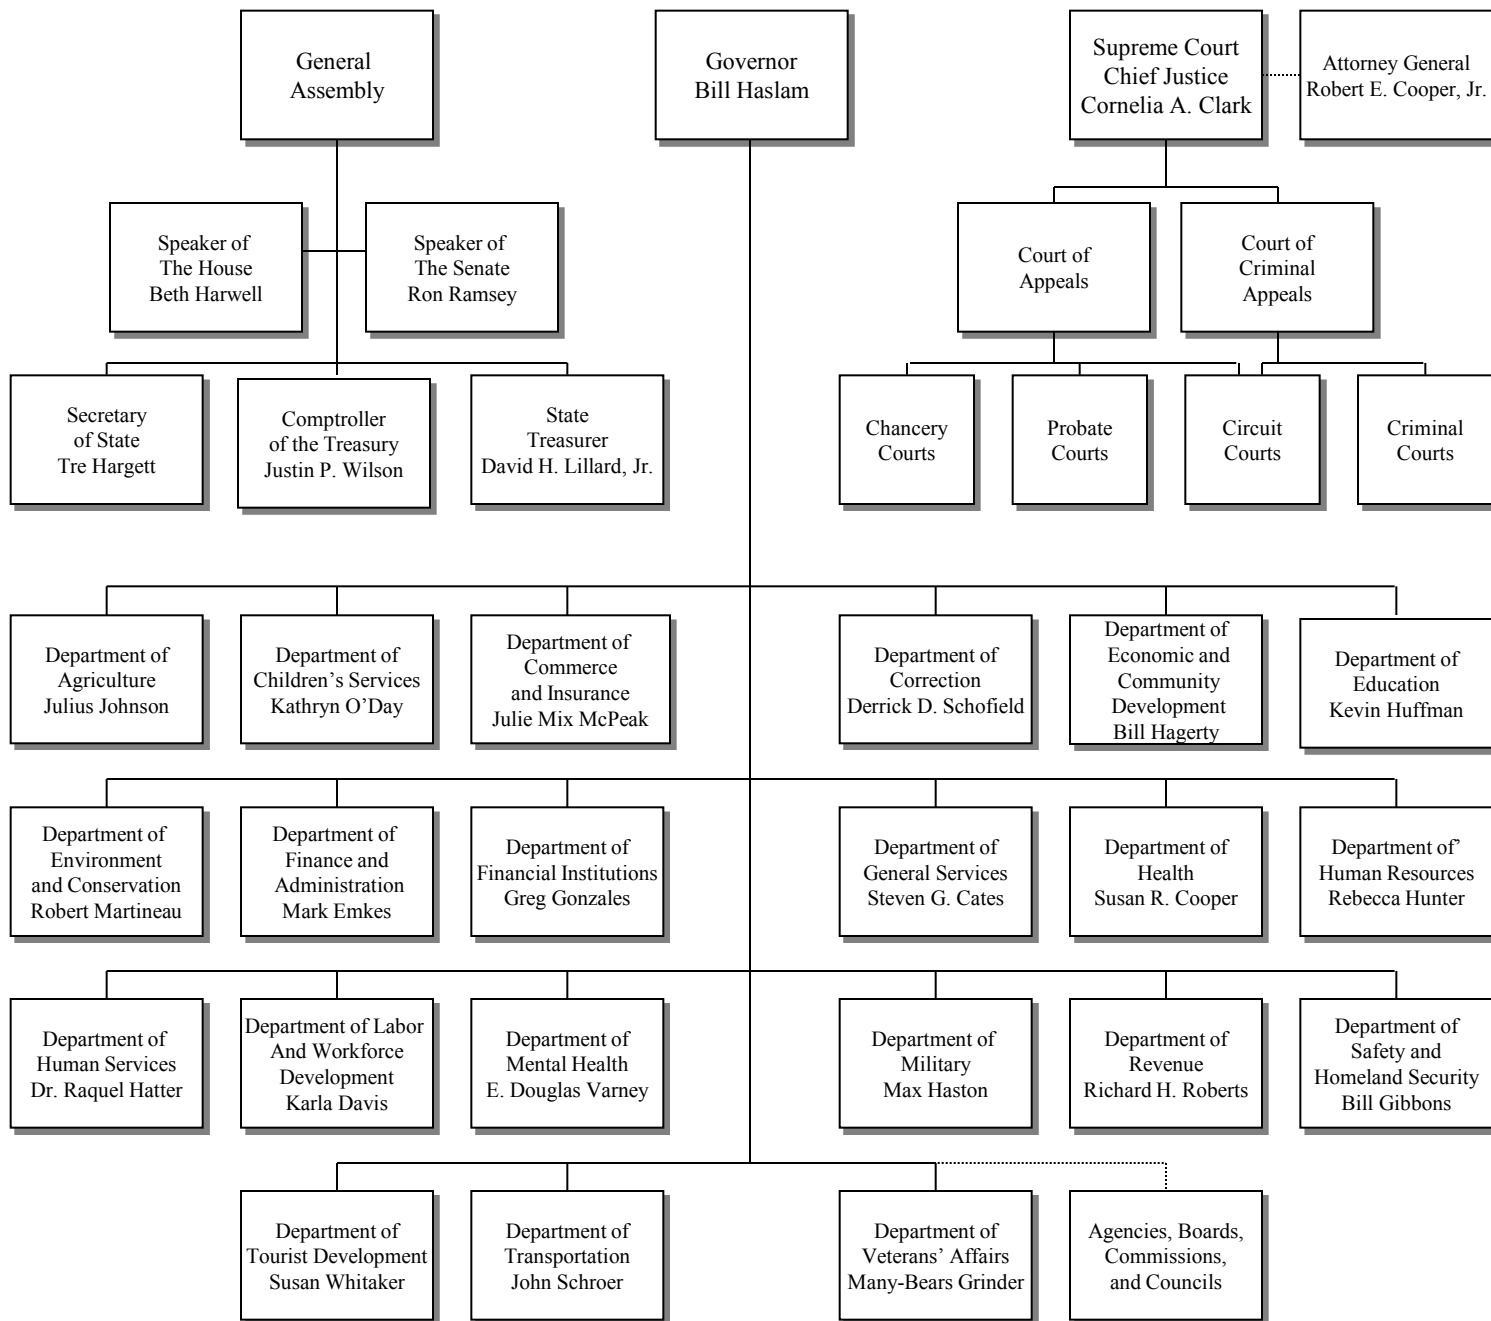 General
Assembly
Governor
Bill Haslam
Supreme Court
Chief Justice
Cornelia A. Clark
Attorney General
Robert E. Cooper, Jr.
Speaker of
The House
Beth Harwell
Speaker of
The Senate
Ron Ramsey
Court of
Appeals
Court of
Criminal
Appeals
Secretary
of State
Tre Hargett
Comptroller
of the Treasury
Justin P. Wilson
State
Treasurer
David H. Lillard, Jr.
Chancery
Courts
Probate
Courts
Circuit
Courts
Criminal
Courts
Department of
Agriculture
Julius Johnson
Department of
Children’s Services
Kathryn O’Day
Department of
Commerce
and Insurance
Julie Mix McPeak
Department of
Correction
Derrick D. Schofield
Department of
Economic and
Community
Development
Bill Hagerty
Department of
Education
Kevin Huffman
Department of
Environment
and Conservation
Robert Martineau
Department of
Finance and
Administration
Mark Emkes
Department of
Financial Institutions
Greg Gonzales
Department of
General Services
Steven G. Cates
Department of
Health
Susan R. Cooper
Department of’
Human Resources
Rebecca Hunter
Department of
Human Services
Dr. Raquel Hatter
Department of Labor
And Workforce
Development
Karla Davis
Department of
Mental Health
E. Douglas Varney
Department of
Military
Max Haston
Department of
Revenue
Richard H. Roberts
Department of
Safety and
Homeland Security
Bill Gibbons
Department of
Tourist Development
Susan Whitaker
Department of
Transportation
John Schroer
Department of
Veterans’ Affairs
Many-Bears Grinder
Agencies, Boards,
Commissions,
and Councils